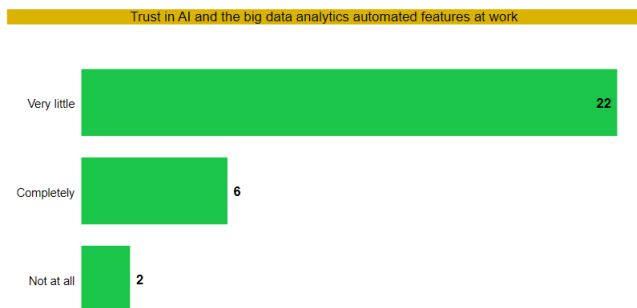 Trust in AI and the big data analytics automated features at work
Very little 22
Completely 6
Not at all 2